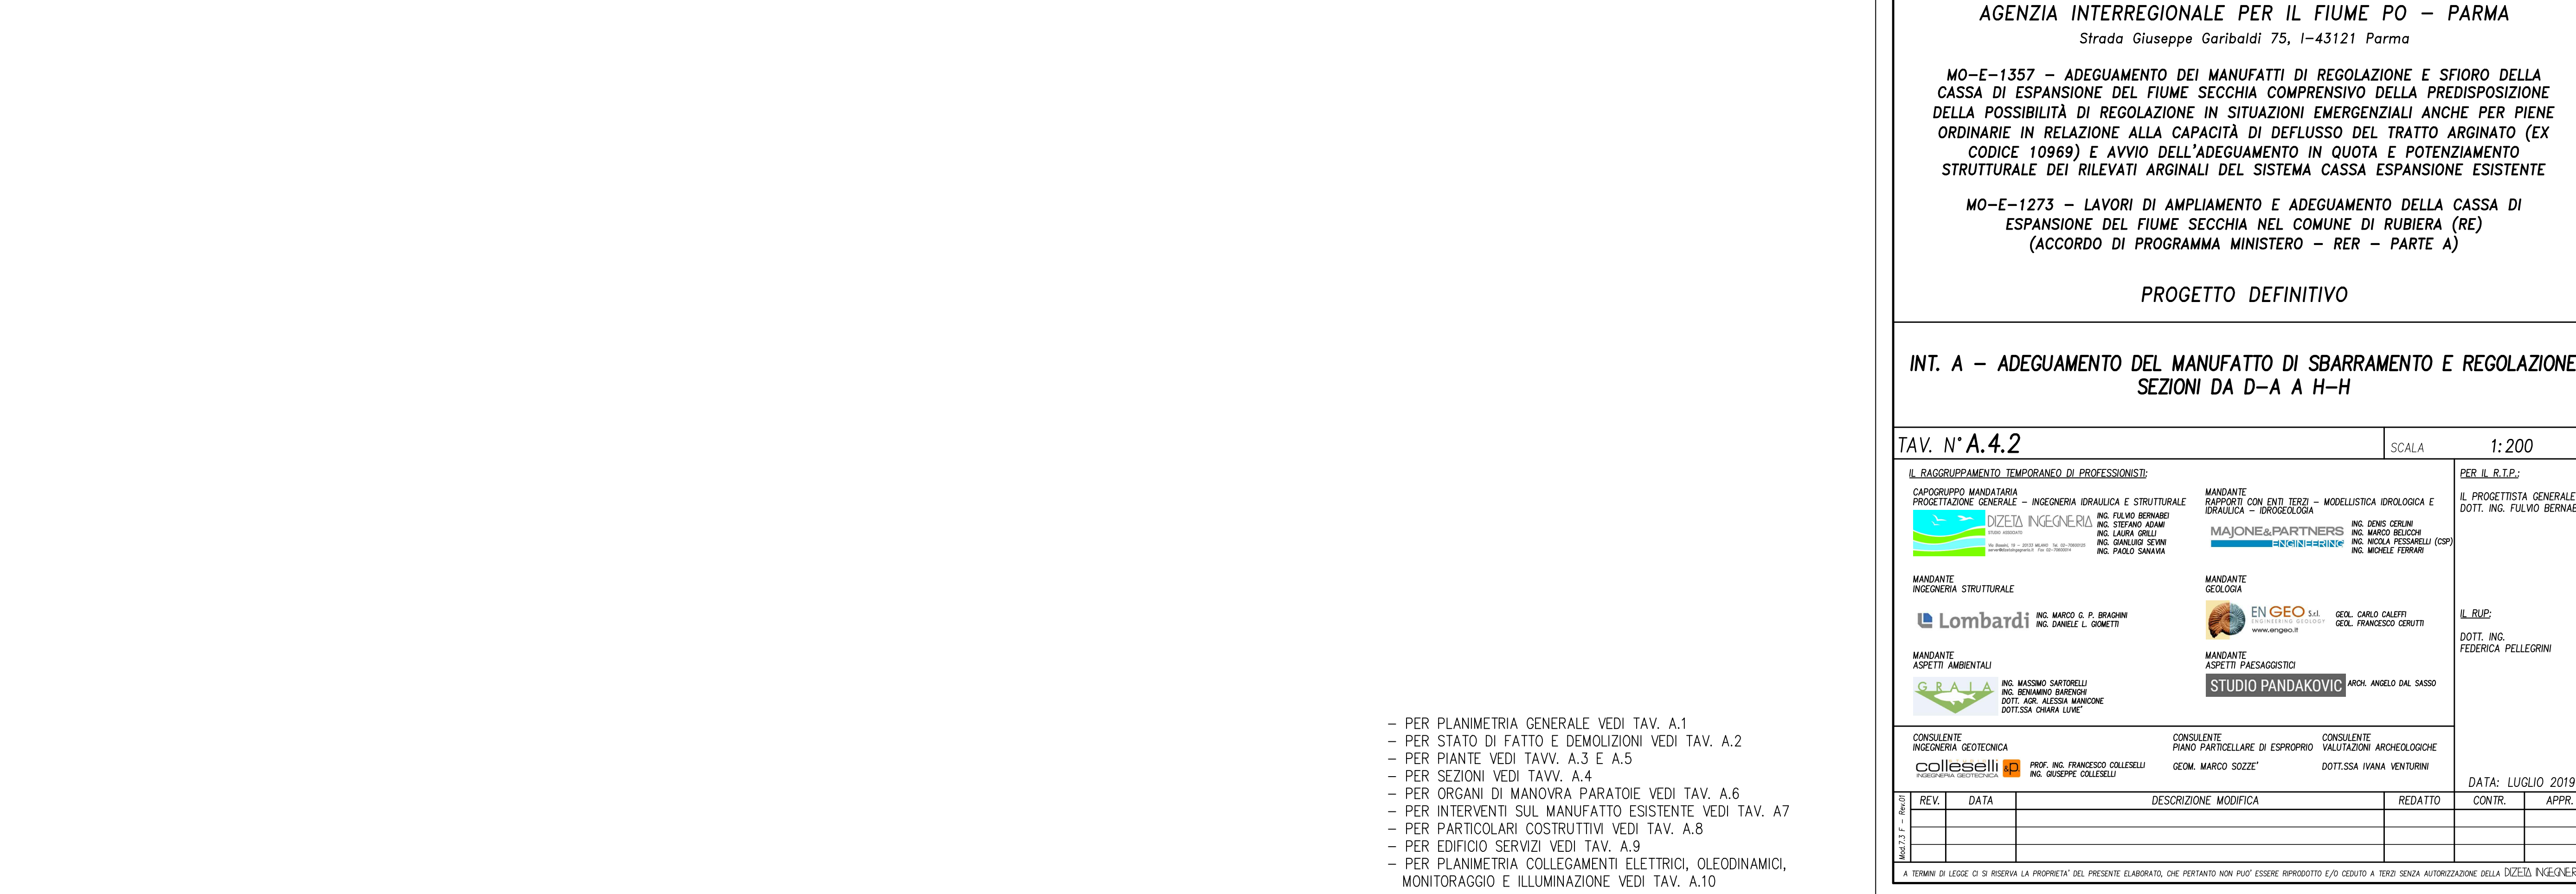 AGENZIA INTERREGIONALE PER IL FIUME PO – PARMA
Strada Giuseppe Garibaldi 75, I–43121 Parma
MO–E–1357 – ADEGUAMENTO DEI MANUFATTI DI REGOLAZIONE E SFIORO DELLA
CASSA DI ESPANSIONE DEL FIUME SECCHIA COMPRENSIVO DELLA PREDISPOSIZIONE
DELLA POSSIBILITÀ DI REGOLAZIONE IN SITUAZIONI EMERGENZIALI ANCHE PER PIENE
ORDINARIE IN RELAZIONE ALLA CAPACITÀ DI DEFLUSSO DEL TRATTO ARGINATO (EX
CODICE 10969) E AVVIO DELL'ADEGUAMENTO IN QUOTA E POTENZIAMENTO
STRUTTURALE DEI RILEVATI ARGINALI DEL SISTEMA CASSA ESPANSIONE ESISTENTE
MO–E–1273 – LAVORI DI AMPLIAMENTO E ADEGUAMENTO DELLA CASSA DI
ESPANSIONE DEL FIUME SECCHIA NEL COMUNE DI RUBIERA (RE)
(ACCORDO DI PROGRAMMA MINISTERO – RER – PARTE A)
PROGETTO DEFINITIVO
INT. A – ADEGUAMENTO DEL MANUFATTO DI SBARRAMENTO E REGOLAZIONE
SEZIONI DA D–A A H–H
TAV. N° A.4.2
SCALA 1:200
IL RAGGRUPPAMENTO TEMPORANEO DI PROFESSIONISTI:
CAPOGRUPPO MANDATARIA
PROGETTAZIONE GENERALE – INGEGNERIA IDRAULICA E STRUTTURALE
DIZETA INGEGNERIA
STUDIO ASSOCIATO
ING. FULVIO BERNABEI
ING. STEFANO ADAMI
ING. LAURA GRILLI
ING. GIANLUIGI SEVINI
ING. PAOLO SANAVIA
MANDANTE
RAPPORTI CON ENTI TERZI – MODELLISTICA IDROLOGICA E
IDRAULICA – IDROGEOLOGIA
MAJONE&PARTNERS
ENGINEERING
ING. DENIS CERLINI
ING. MARCO BELICCHI
ING. NICOLA PESSARELLI (CSP)
ING. MICHELE FERRARI
MANDANTE
INGEGNERIA STRUTTURALE
Lombardi
ING. MARCO G. P. BRAGHINI
ING. DANIELE L. GIOMETTI
MANDANTE
GEOLOGIA
EN GEO S.r.l.
ENGINEERING GEOLOGY
www.engeo.it
GEOL. CARLO CALEFFI
GEOL. FRANCESCO CERUTTI
MANDANTE
ASPETTI AMBIENTALI
GRAIA
ING. MASSIMO SARTORELLI
ING. BENIAMINO BARENGHI
DOTT. AGR. ALESSIA MANICONE
DOTT.SSA CHIARA LUVIE'
MANDANTE
ASPETTI PAESAGGISTICI
STUDIO PANDAKOVIC
ARCH. ANGELO DAL SASSO
PER IL R.T.P.:
IL PROGETTISTA GENERALE
DOTT. ING. FULVIO BERNAB
IL RUP:
DOTT. ING.
FEDERICA PELLEGRINI
CONSULENTE
INGEGNERIA GEOTECNICA
colleselli &p.
INGEGNERIA GEOTECNICA
PROF. ING. FRANCESCO COLLESELLI
ING. GIUSEPPE COLLESELLI
CONSULENTE
PIANO PARTICELLARE DI ESPROPRIO
GEOM. MARCO SOZZE'
CONSULENTE
VALUTAZIONI ARCHEOLOGICHE
DOTT.SSA IVANA VENTURINI
DATA: LUGLIO 2019
REV. DATA DESCRIZIONE MODIFICA REDATTO CONTR. APPR.
Mod.7.3 F – Rev.01
A TERMINI DI LEGGE CI SI RISERVA LA PROPRIETA' DEL PRESENTE ELABORATO, CHE PERTANTO NON PUO' ESSERE RIPRODOTTO E/O CEDUTO A TERZI SENZA AUTORIZZAZIONE DELLA DIZETA INGEGNE
– PER PLANIMETRIA GENERALE VEDI TAV. A.1
– PER STATO DI FATTO E DEMOLIZIONI VEDI TAV. A.2
– PER PIANTE VEDI TAVV. A.3 E A.5
– PER SEZIONI VEDI TAVV. A.4
– PER ORGANI DI MANOVRA PARATOIE VEDI TAV. A.6
– PER INTERVENTI SUL MANUFATTO ESISTENTE VEDI TAV. A7
– PER PARTICOLARI COSTRUTTIVI VEDI TAV. A.8
– PER EDIFICIO SERVIZI VEDI TAV. A.9
– PER PLANIMETRIA COLLEGAMENTI ELETTRICI, OLEODINAMICI,
MONITORAGGIO E ILLUMINAZIONE VEDI TAV. A.10